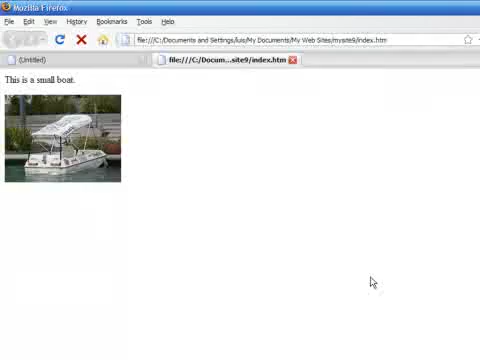 Mozilla Firefox
File Edit View History Bookmarks Tools Help
file:///C:/Documents and Settings/luis/My Documents/My Web Sites/mysite9/index.htm
(Untitled) file:///C:/Docum...site9/index.htm
This is a small boat.